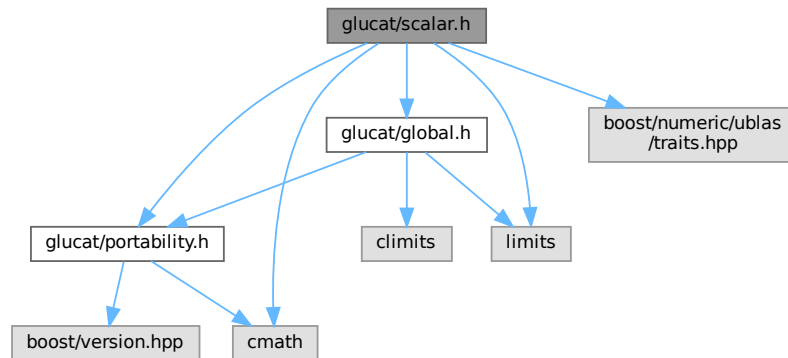 glucat/scalar.h
boost/numeric/ublas
/traits.hpp
glucat/global.h
glucat/portability.h
climits
limits
boost/version.hpp
cmath